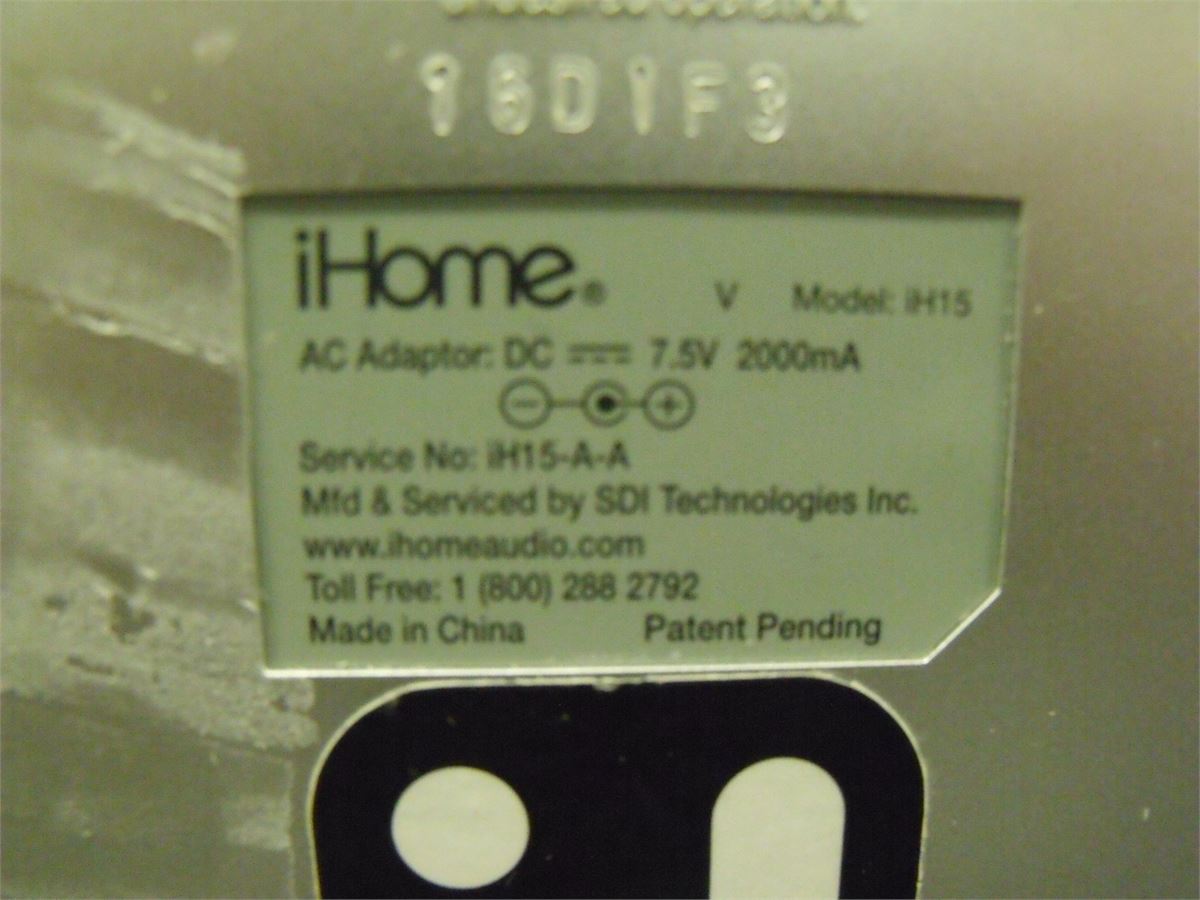 16D1F3
iHome®
V Model: iH15
AC Adaptor: DC 7.5V 2000mA
Service No: iH15-A-A
Mfd & Serviced by SDI Technologies Inc.
www.ihomeaudio.com
Toll Free: 1 (800) 288 2792
Made in China Patent Pending